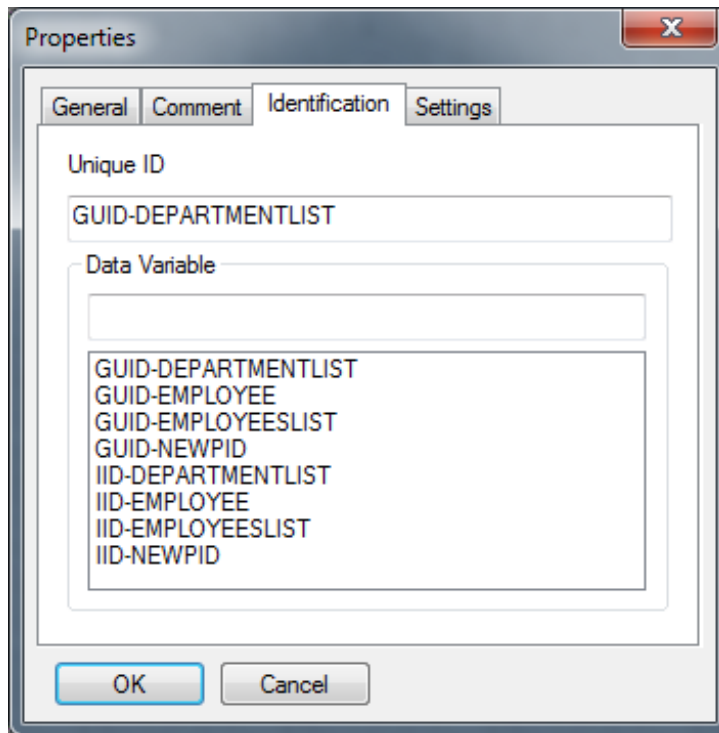 Properties
General Comment Identification Settings
Unique ID
GUID-DEPARTMENTLIST
Data Variable
GUID-DEPARTMENTLIST
GUID-EMPLOYEE
GUID-EMPLOYEESLIST
GUID-NEWPID
IID-DEPARTMENTLIST
IID-EMPLOYEE
IID-EMPLOYEESLIST
IID-NEWPID
OK Cancel